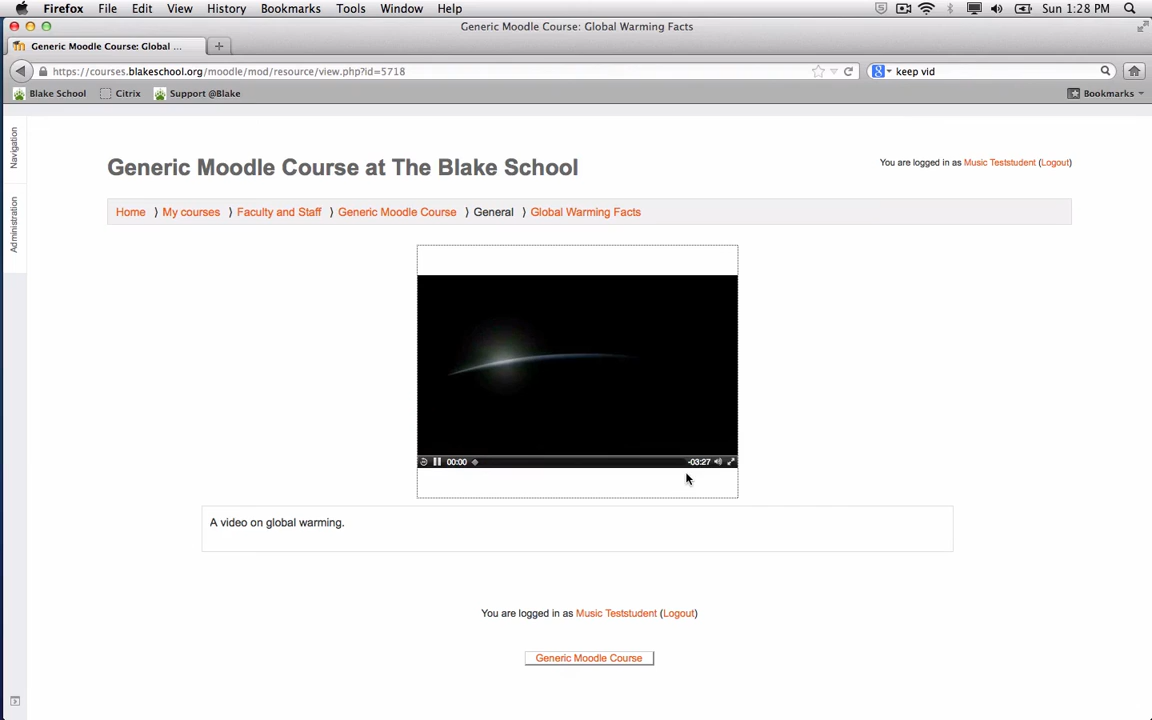 Firefox File Edit View History Bookmarks Tools Window Help Sun 1:28 PM
Generic Moodle Course: Global Warming Facts
Generic Moodle Course: Global ... +
https://courses.blakeschool.org/moodle/mod/resource/view.php?id=5718 keep vid
Blake School Citrix Support @Blake Bookmarks
Navigation
Administration
Generic Moodle Course at The Blake School
You are logged in as Music Teststudent (Logout)
Home ⟩ My courses ⟩ Faculty and Staff ⟩ Generic Moodle Course ⟩ General ⟩ Global Warming Facts
00:00 -03:27
A video on global warming.
You are logged in as Music Teststudent (Logout)
Generic Moodle Course